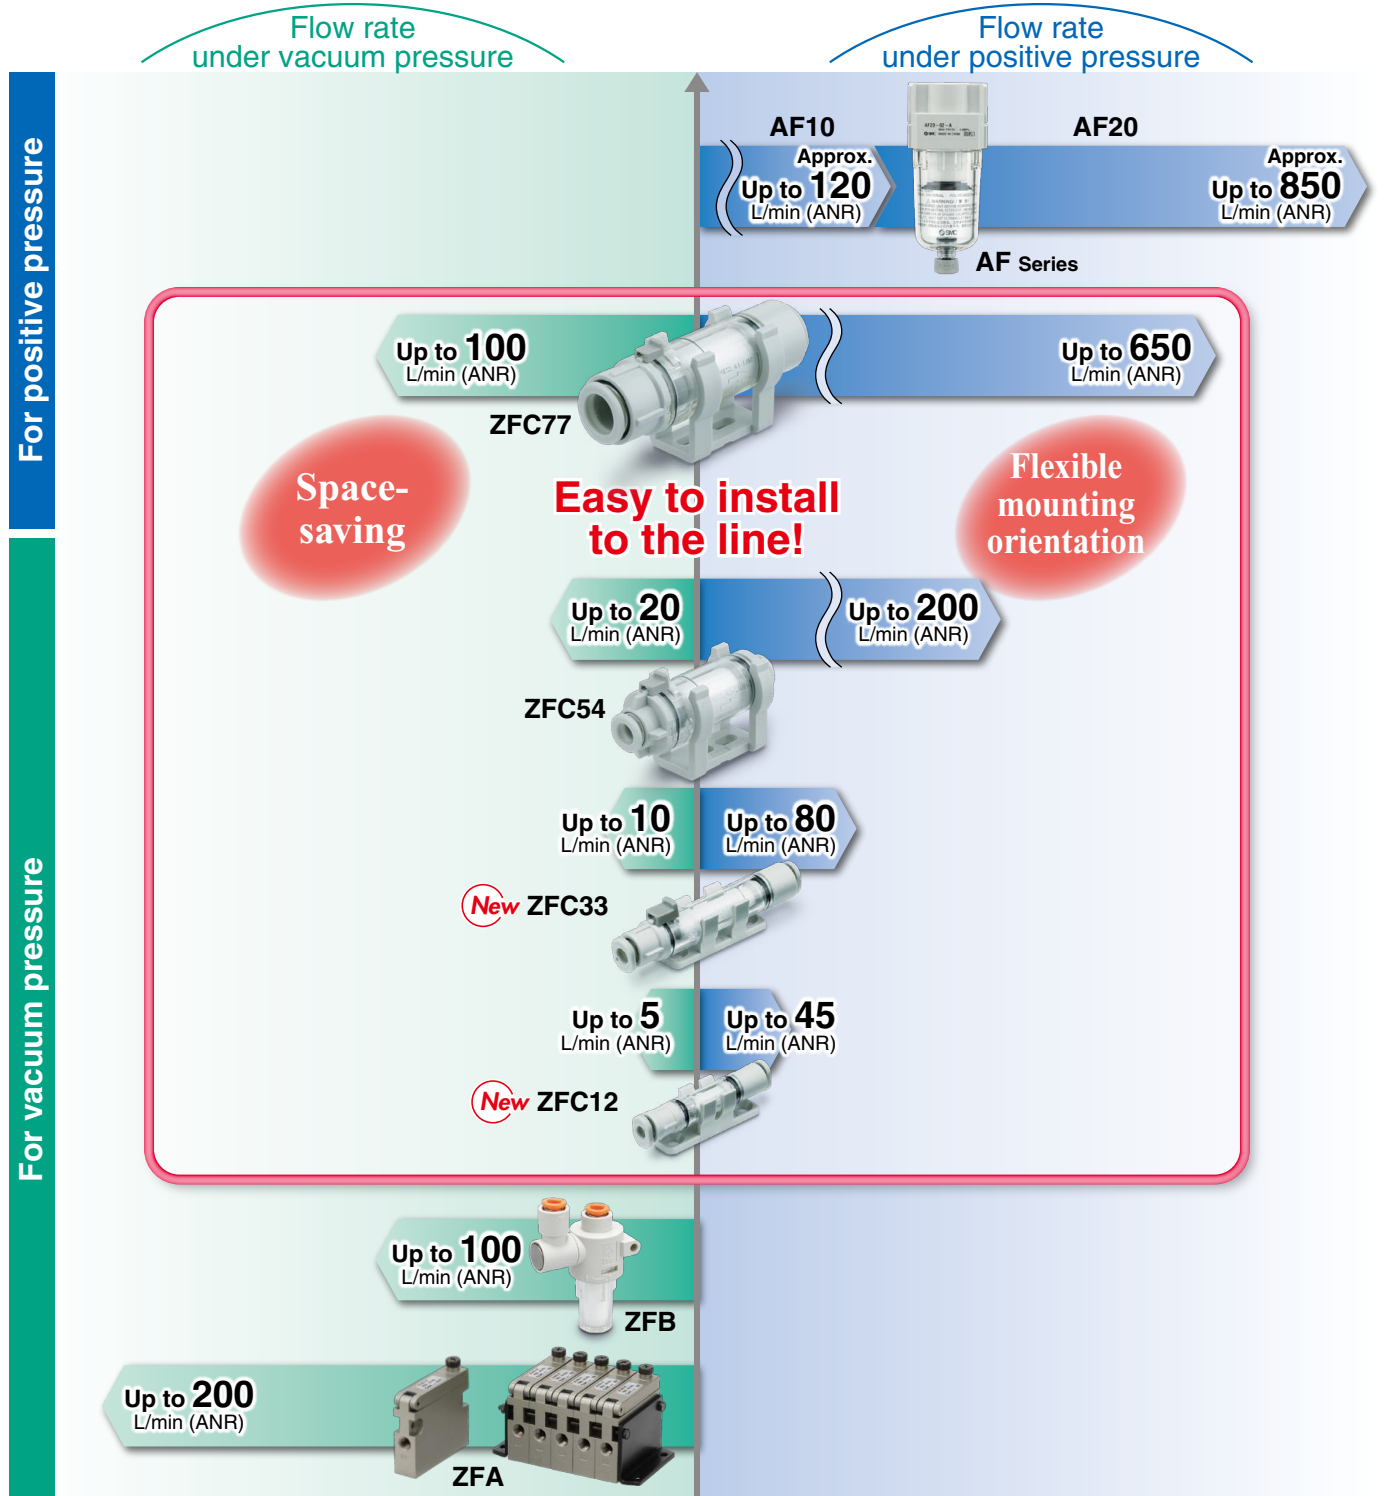 Flow rate
under vacuum pressure
Flow rate
under positive pressure
For positive pressure
AF10
Approx.
Up to 120
L/min (ANR)
AF20
Approx.
Up to 850
L/min (ANR)
AF20-02-A
SMC
AF Series
Up to 100
L/min (ANR)
Up to 650
L/min (ANR)
ZFC77
Space-
saving
Easy to install
to the line!
Flexible
mounting
orientation
For vacuum pressure
Up to 20
L/min (ANR)
Up to 200
L/min (ANR)
ZFC54
Up to 10
L/min (ANR)
Up to 80
L/min (ANR)
New ZFC33
Up to 5
L/min (ANR)
Up to 45
L/min (ANR)
New ZFC12
Up to 100
L/min (ANR)
ZFB
Up to 200
L/min (ANR)
ZFA